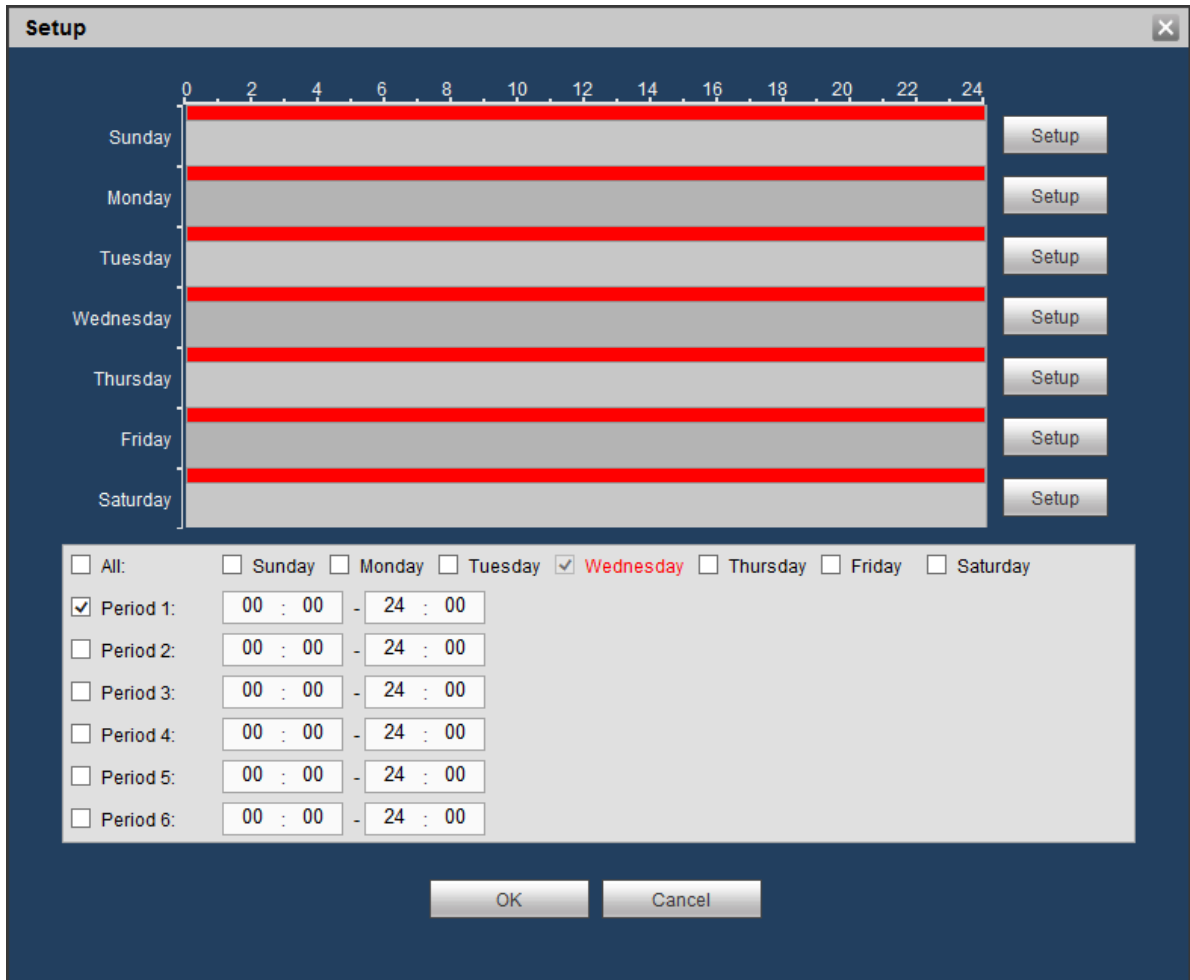 Setup
0 2 4 6 8 10 12 14 16 18 20 22 24
Sunday Setup
Monday Setup
Tuesday Setup
Wednesday Setup
Thursday Setup
Friday Setup
Saturday Setup
All: Sunday Monday Tuesday Wednesday Thursday Friday Saturday
Period 1: 00 : 00 - 24 : 00
Period 2: 00 : 00 - 24 : 00
Period 3: 00 : 00 - 24 : 00
Period 4: 00 : 00 - 24 : 00
Period 5: 00 : 00 - 24 : 00
Period 6: 00 : 00 - 24 : 00
OK Cancel